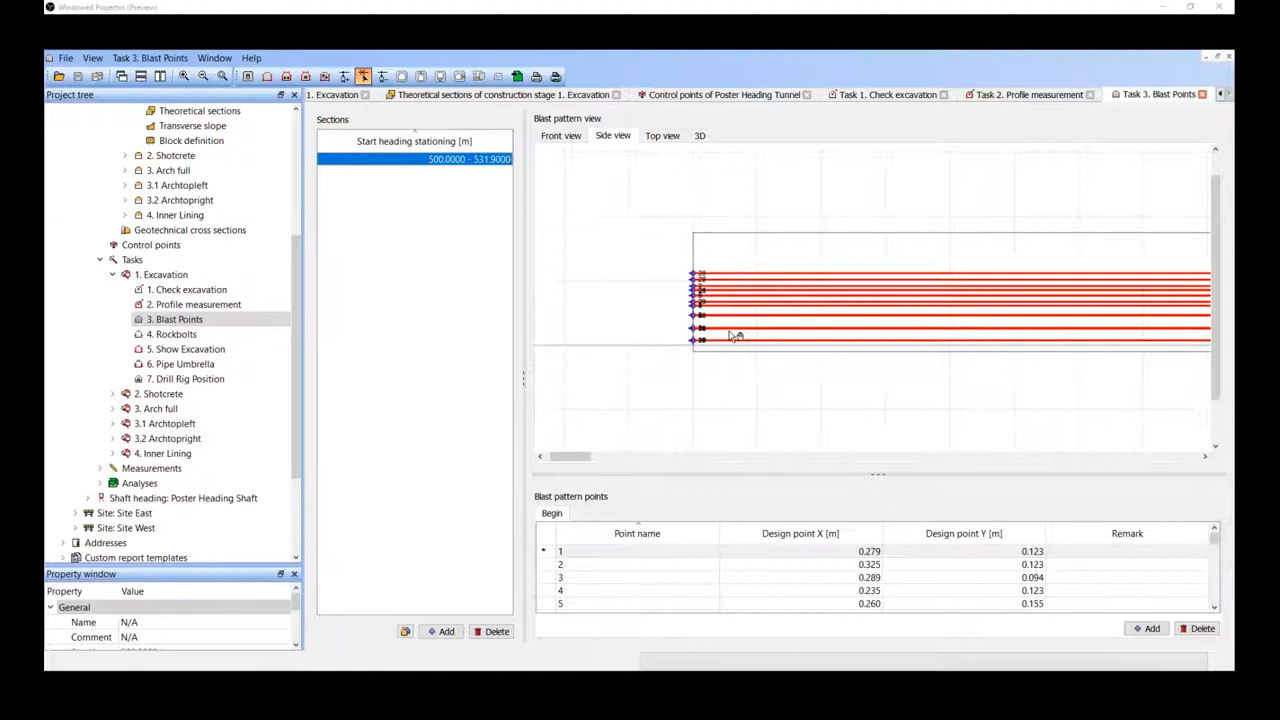 Windowed Projector (Preview)
File View Task 3. Blast Points Window Help
Project tree
Theoretical sections
Transverse slope
Block definition
2. Shotcrete
3. Arch full
3.1 Archtopleft
3.2 Archtopright
4. Inner Lining
Geotechnical cross sections
Control points
Tasks
1. Excavation
1. Check excavation
2. Profile measurement
3. Blast Points
4. Rockbolts
5. Show Excavation
6. Pipe Umbrella
7. Drill Rig Position
2. Shotcrete
3. Arch full
3.1 Archtopleft
3.2 Archtopright
4. Inner Lining
Measurements
Analyses
Shaft heading: Poster Heading Shaft
Site: Site East
Site: Site West
Addresses
Custom report templates
Property window
Property Value
General
Name N/A
Comment N/A
1. Excavation Theoretical sections of construction stage 1. Excavation Control points of Poster Heading Tunnel Task 1. Check excavation Task 2. Profile measurement Task 3. Blast Points
Sections
Start heading stationing [m]
500.0000 - 531.9000
Add Delete
Blast pattern view
Front view Side view Top view 3D
Blast pattern points
Begin
Point name Design point X [m] Design point Y [m] Remark
* 1 0.279 0.123
2 0.325 0.123
3 0.289 0.094
4 0.235 0.123
5 0.260 0.155
Add Delete